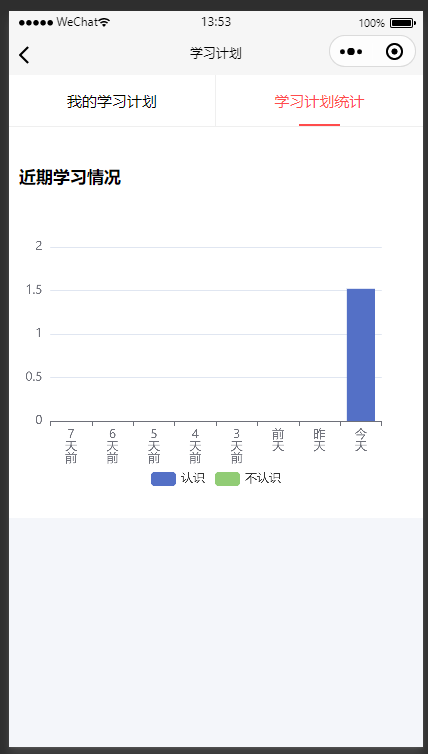 WeChat 13:53 100%
学习计划
我的学习计划 学习计划统计
近期学习情况
2
1.5
1
0.5
0
7天前 6天前 5天前 4天前 3天前 前天 昨天 今天
认识 不认识